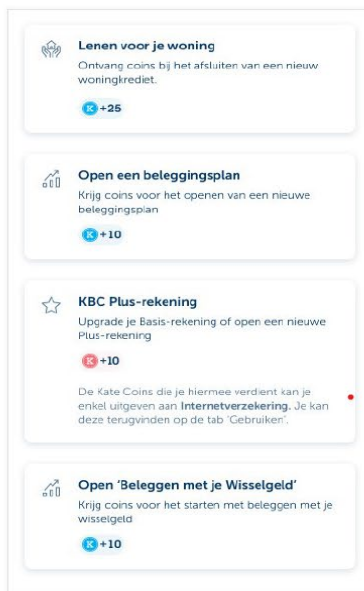 Lenen voor je woning
Ontvang coins bij het afsluiten van een nieuw
woningkrediet.
K +25
Open een beleggingsplan
Krijg coins voor het openen van een nieuwe
beleggingsplan
K +10
KBC Plus-rekening
Upgrade je Basis-rekening of open een nieuwe
Plus-rekening
K +10
De Kate Coins die je hiermee verdient kan je
enkel uitgeven aan Internetverzekering. Je kan
deze terugvinden op de tab 'Gebruiken'.
Open 'Beleggen met je Wisselgeld'
Krijg coins voor het starten met beleggen met je
wisselgeld
K +10